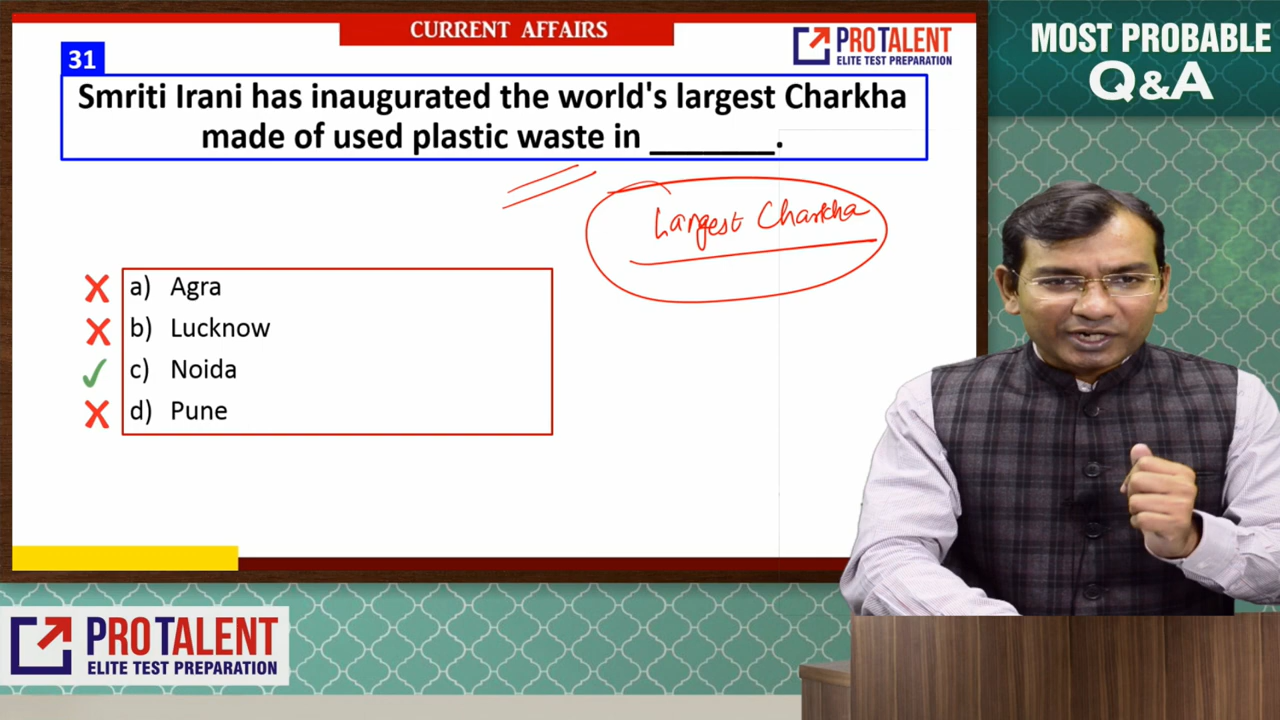 CURRENT AFFAIRS
PROTALENT
ELITE TEST PREPARATION
MOST PROBABLE
Q&A
31
Smriti Irani has inaugurated the world's largest Charkha
made of used plastic waste in _______.
Largest Charkha
a) Agra
b) Lucknow
c) Noida
d) Pune
PROTALENT
ELITE TEST PREPARATION